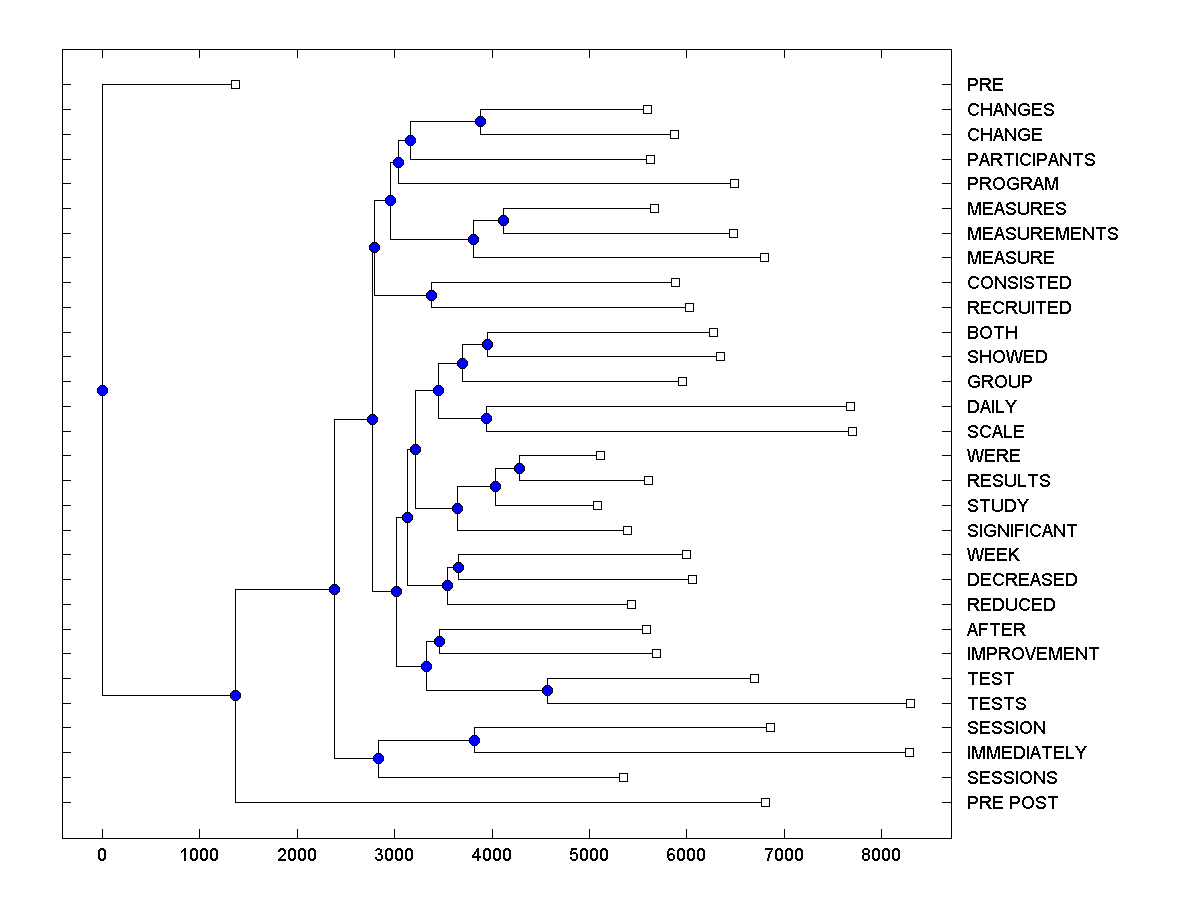 PRE
CHANGES
CHANGE
PARTICIPANTS
PROGRAM
MEASURES
MEASUREMENTS
MEASURE
CONSISTED
RECRUITED
BOTH
SHOWED
GROUP
DAILY
SCALE
WERE
RESULTS
STUDY
SIGNIFICANT
WEEK
DECREASED
REDUCED
AFTER
IMPROVEMENT
TEST
TESTS
SESSION
IMMEDIATELY
SESSIONS
PRE POST
0 1000 2000 3000 4000 5000 6000 7000 8000